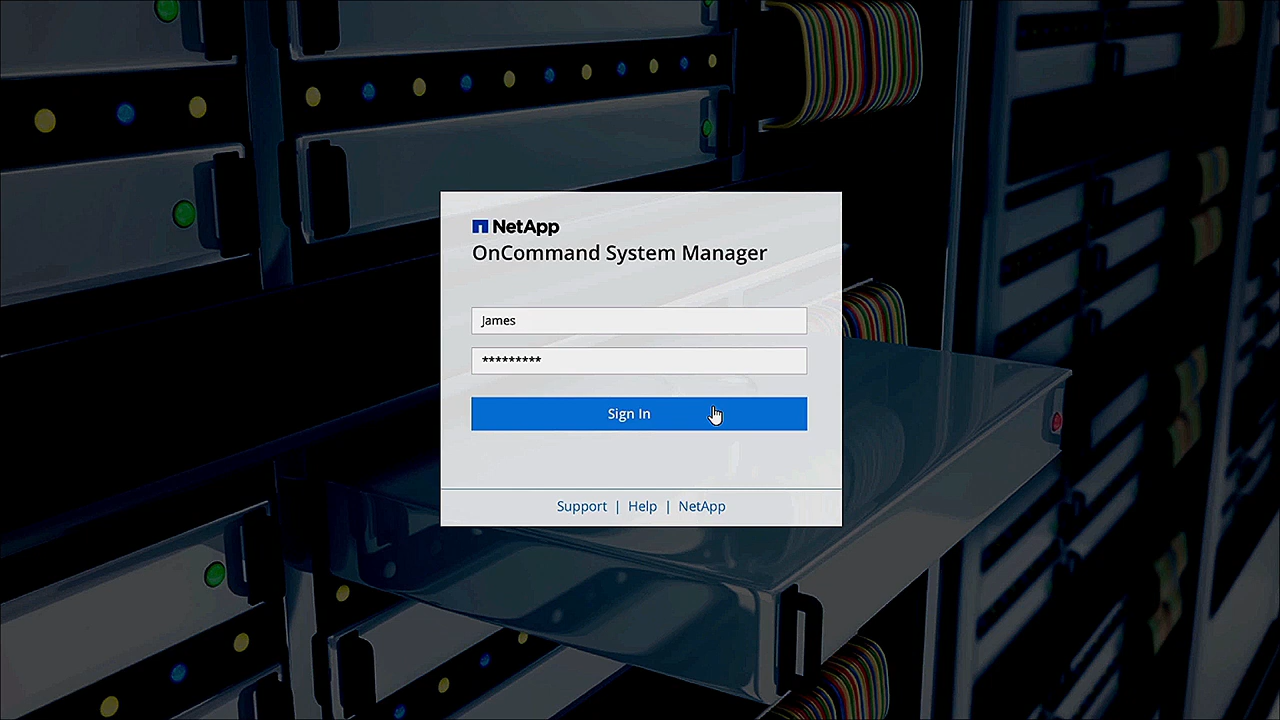 NetApp
OnCommand System Manager
James
*********
Sign In
Support | Help | NetApp